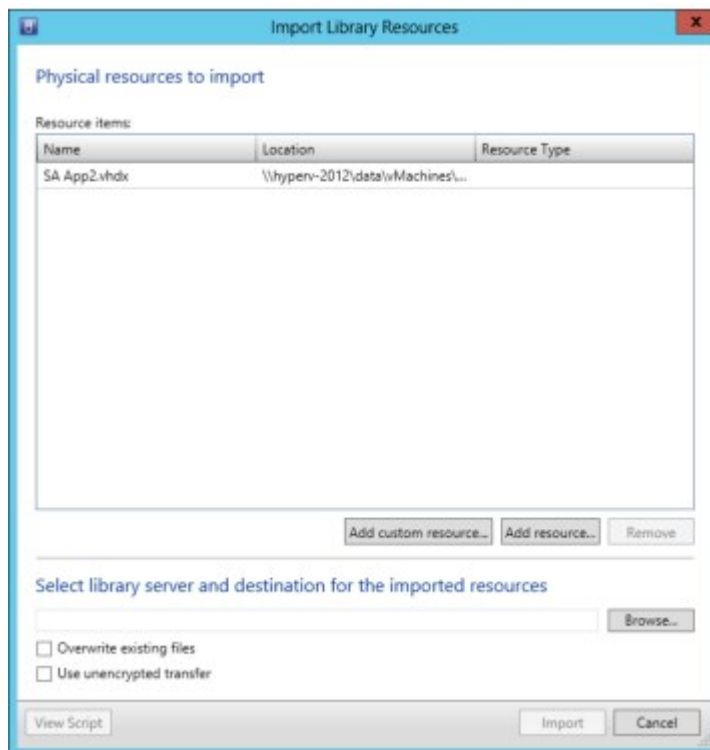 Import Library Resources
Physical resources to import
Resource items:
Name Location Resource Type
SA App2.vhdx \\hyperv-2012\data\vMachines\...
Add custom resource... Add resource... Remove
Select library server and destination for the imported resources
Browse...
Overwrite existing files
Use unencrypted transfer
View Script Import Cancel